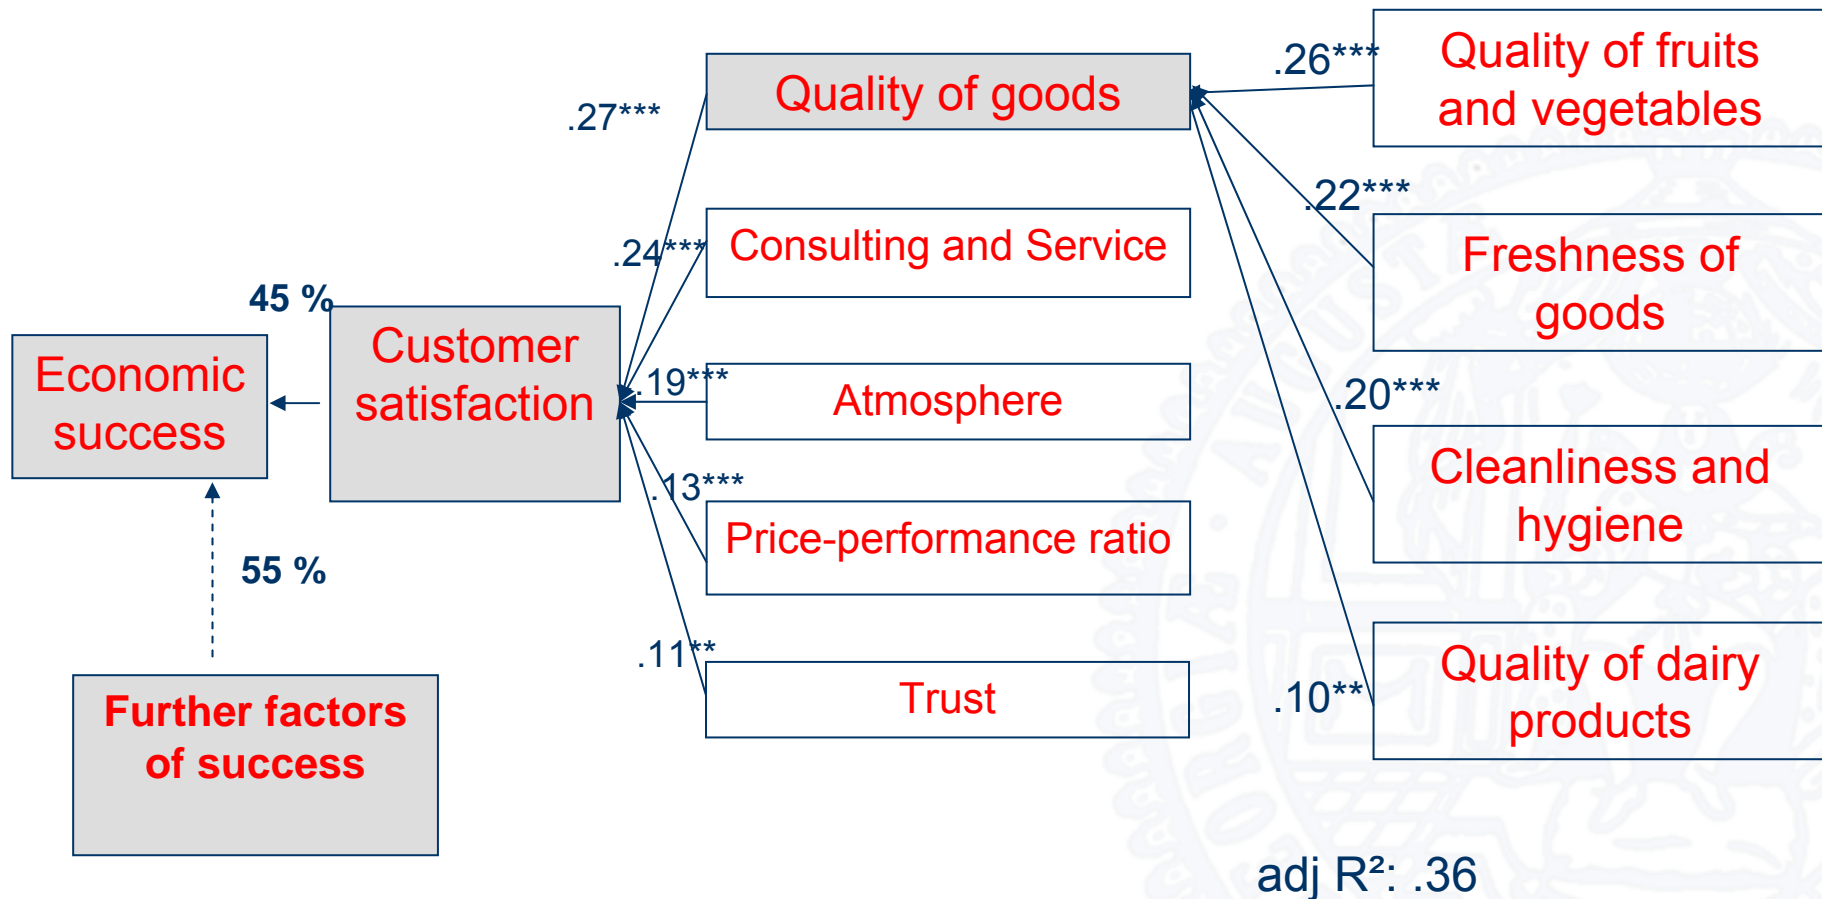 Quality of fruits
and vegetables
.26***
Quality of goods
.27***
.22***
Consulting and Service
.24***
Freshness of
goods
45 %
Customer
satisfaction
Economic
success
.19***
Atmosphere
.20***
Cleanliness and
hygiene
.13***
Price-performance ratio
55 %
.11**
Trust
.10**
Quality of dairy
products
Further factors
of success
adj R²: .36